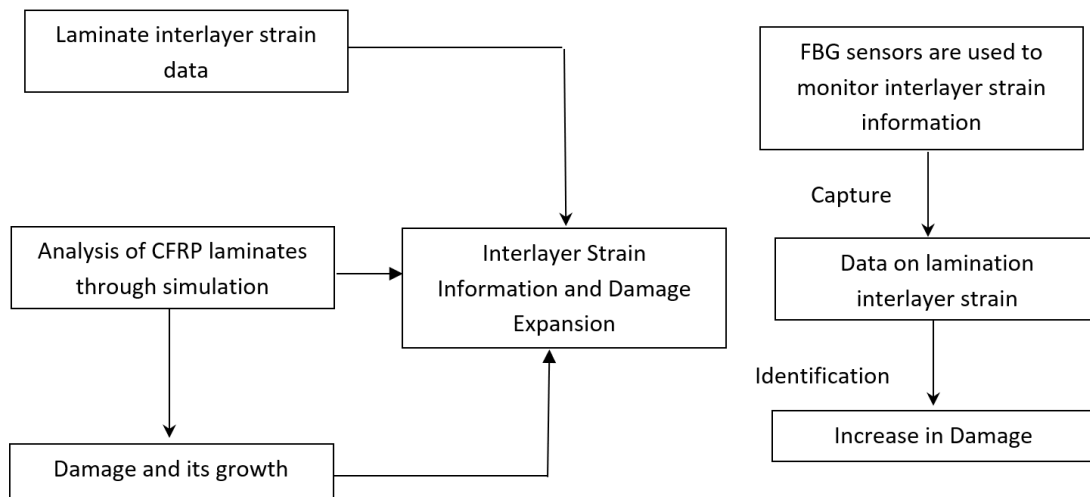 Laminate interlayer strain
data
Analysis of CFRP laminates
through simulation
Damage and its growth
Interlayer Strain
Information and Damage
Expansion
FBG sensors are used to
monitor interlayer strain
information
Capture
Data on lamination
interlayer strain
Identification
Increase in Damage